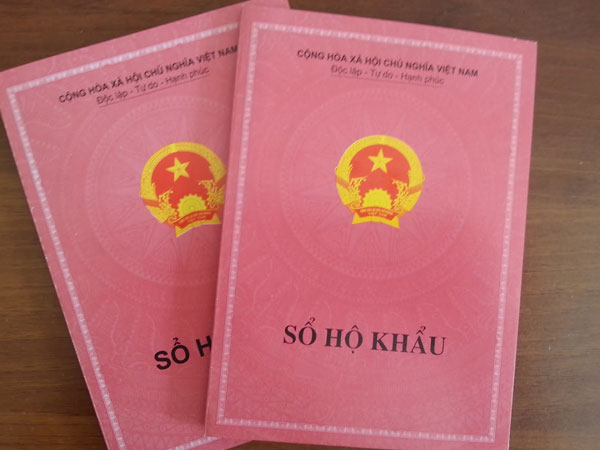 CỘNG HÒA XÃ HỘI CHỦ NGHĨA VIỆT NAM
Độc lập - Tự do - Hạnh phúc
SỔ H
CỘNG HÒA XÃ HỘI CHỦ NGHĨA VIỆT NAM
Độc lập - Tự do - Hạnh phúc
SỔ HỘ KHẨU